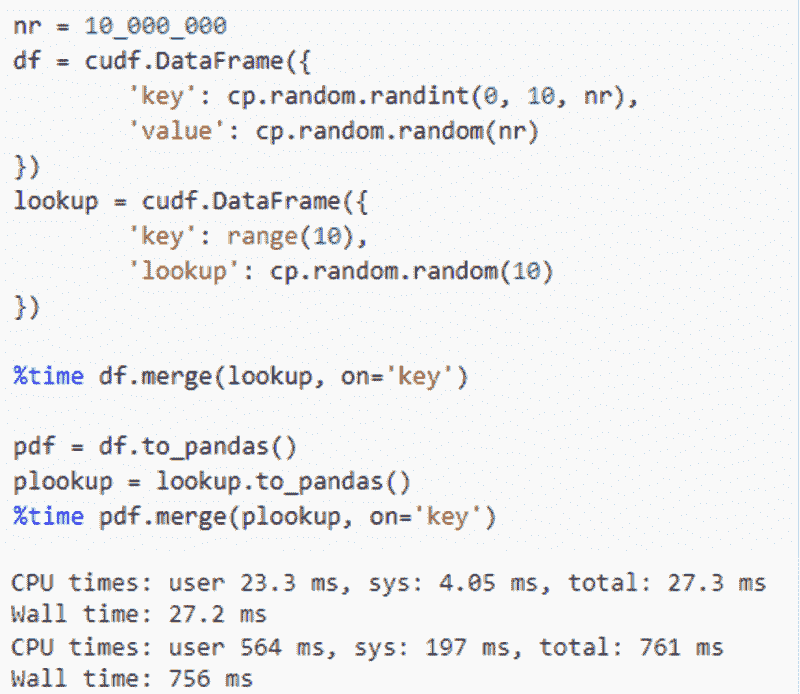 nr = 10_000_000
df = cudf.DataFrame({
        'key': cp.random.randint(0, 10, nr),
        'value': cp.random.random(nr)
})
lookup = cudf.DataFrame({
        'key': range(10),
        'lookup': cp.random.random(10)
})
%time df.merge(lookup, on='key')
pdf = df.to_pandas()
plookup = lookup.to_pandas()
%time pdf.merge(plookup, on='key')
CPU times: user 23.3 ms, sys: 4.05 ms, total: 27.3 ms
Wall time: 27.2 ms
CPU times: user 564 ms, sys: 197 ms, total: 761 ms
Wall time: 756 ms